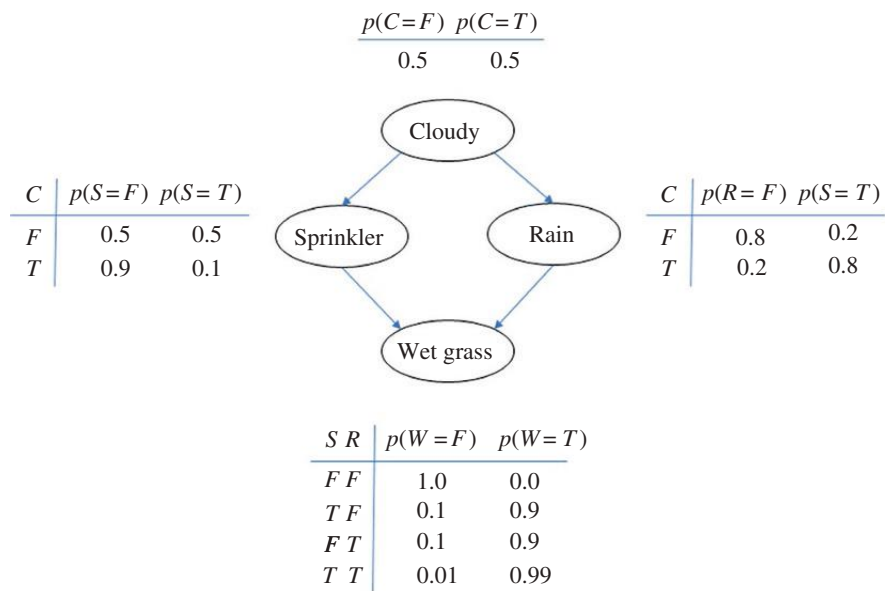 p(C=F) p(C=T)
0.5 0.5
Cloudy
C p(S=F) p(S=T)
F 0.5 0.5
T 0.9 0.1
Sprinkler
Rain
C p(R=F) p(S=T)
F 0.8 0.2
T 0.2 0.8
Wet grass
S R p(W=F) p(W=T)
F F 1.0 0.0
T F 0.1 0.9
F T 0.1 0.9
T T 0.01 0.99